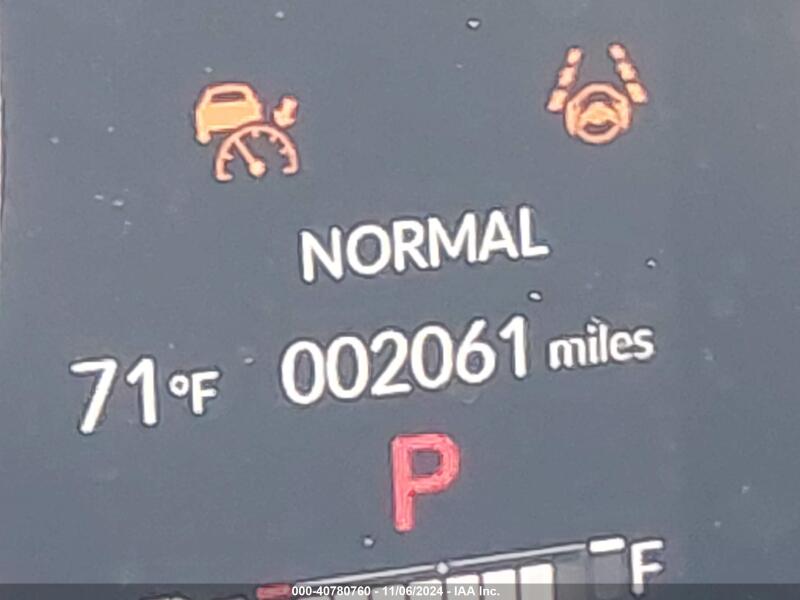 NORMAL
71°F 002061 miles
P
F
000-40780760 - 11/06/2024 - IAA Inc.